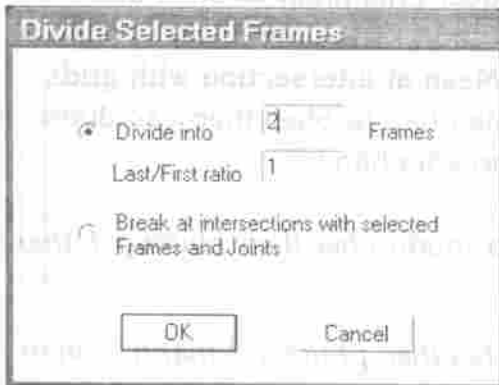 Divide Selected Frames
Divide into 2 Frames
Last/First ratio 1
Break at intersections with selected
Frames and Joints
OK Cancel